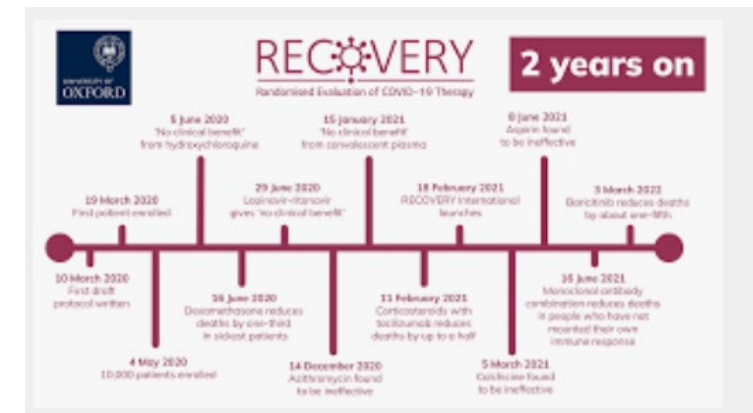 UNIVERSITY OF
OXFORD
RECOVERY
Randomised Evaluation of COVID-19 Therapy
2 years on
5 June 2020
"No clinical benefit"
from hydroxychloroquine
15 January 2021
"No clinical benefit"
from convalescent plasma
8 June 2021
Aspirin found
to be ineffective
19 March 2020
First patient enrolled
29 June 2020
Lopinavir-ritonavir
gives "no clinical benefit"
18 February 2021
RECOVERY International
launches
3 March 2022
Baricitinib reduces deaths
by about one-fifth
10 March 2020
First draft
protocol written
16 June 2020
Dexamethasone reduces
deaths by one-third
in sickest patients
11 February 2021
Corticosteroids with
tocilizumab reduces
deaths by up to a half
16 June 2021
Monoclonal antibody
combination reduces deaths
in people who have not
mounted their own
immune response
4 May 2020
10,000 patients enrolled
14 December 2020
Azithromycin found
to be ineffective
5 March 2021
Colchicine found
to be ineffective